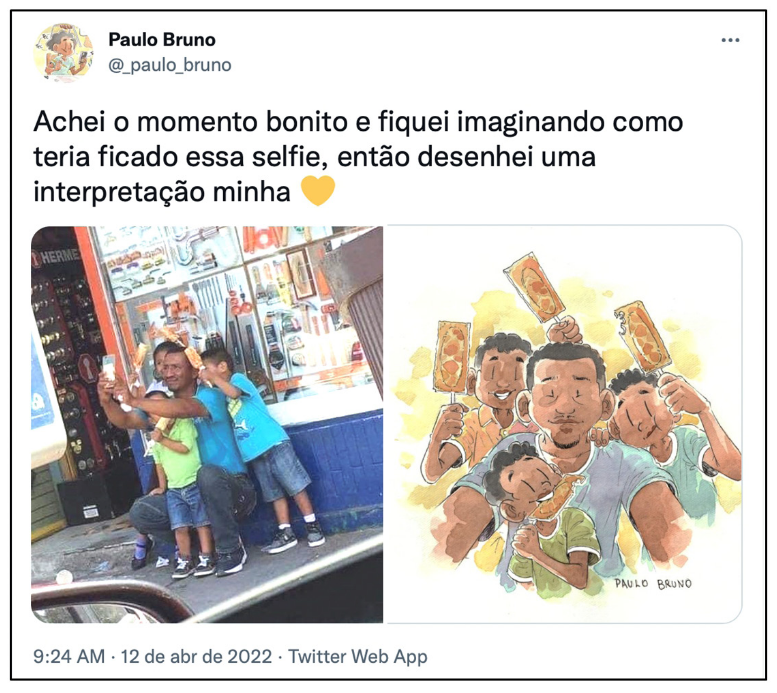 Paulo Bruno
@_paulo_bruno
Achei o momento bonito e fiquei imaginando como
teria ficado essa selfie, então desenhei uma
interpretação minha 💛
HERME
PAULO BRUNO
9:24 AM · 12 de abr de 2022 · Twitter Web App